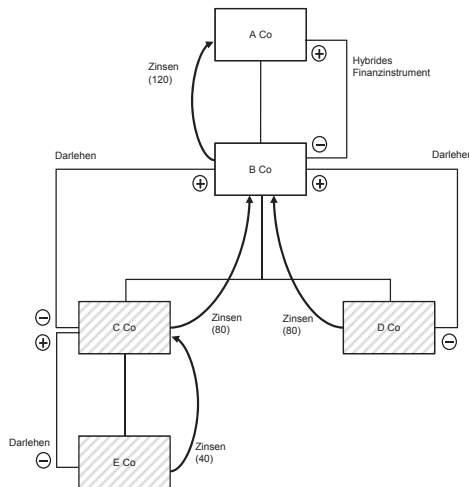 A Co
Zinsen
(120)
+
Hybrides
Finanzinstrument
−
Darlehen
B Co
Darlehen
+
+
−
+
C Co
Zinsen
(80)
Zinsen
(80)
D Co
−
Darlehen
−
E Co
Zinsen
(40)